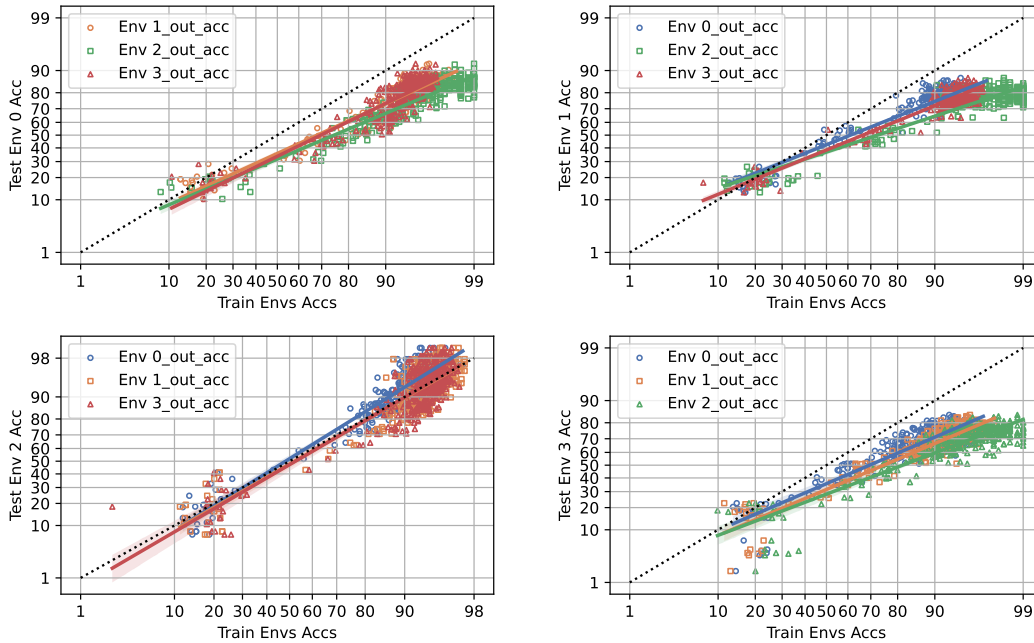 99
90
80
70
60
50
40
30
20
10
1
Test Env 0 Acc
Env 1_out_acc
Env 2_out_acc
Env 3_out_acc
1 10 20 30 40 50 60 70 80 90 99
Train Envs Accs
99
90
80
70
60
50
40
30
20
10
1
Test Env 1 Acc
Env 0_out_acc
Env 2_out_acc
Env 3_out_acc
1 10 20 30 40 50 60 70 80 90 99
Train Envs Accs
98
90
80
70
60
50
40
30
20
10
1
Test Env 2 Acc
Env 0_out_acc
Env 1_out_acc
Env 3_out_acc
1 10 20 30 40 50 60 70 80 90 98
Train Envs Accs
99
90
80
70
60
50
40
30
20
10
1
Test Env 3 Acc
Env 0_out_acc
Env 1_out_acc
Env 2_out_acc
1 10 20 30 40 50 60 70 80 90 99
Train Envs Accs